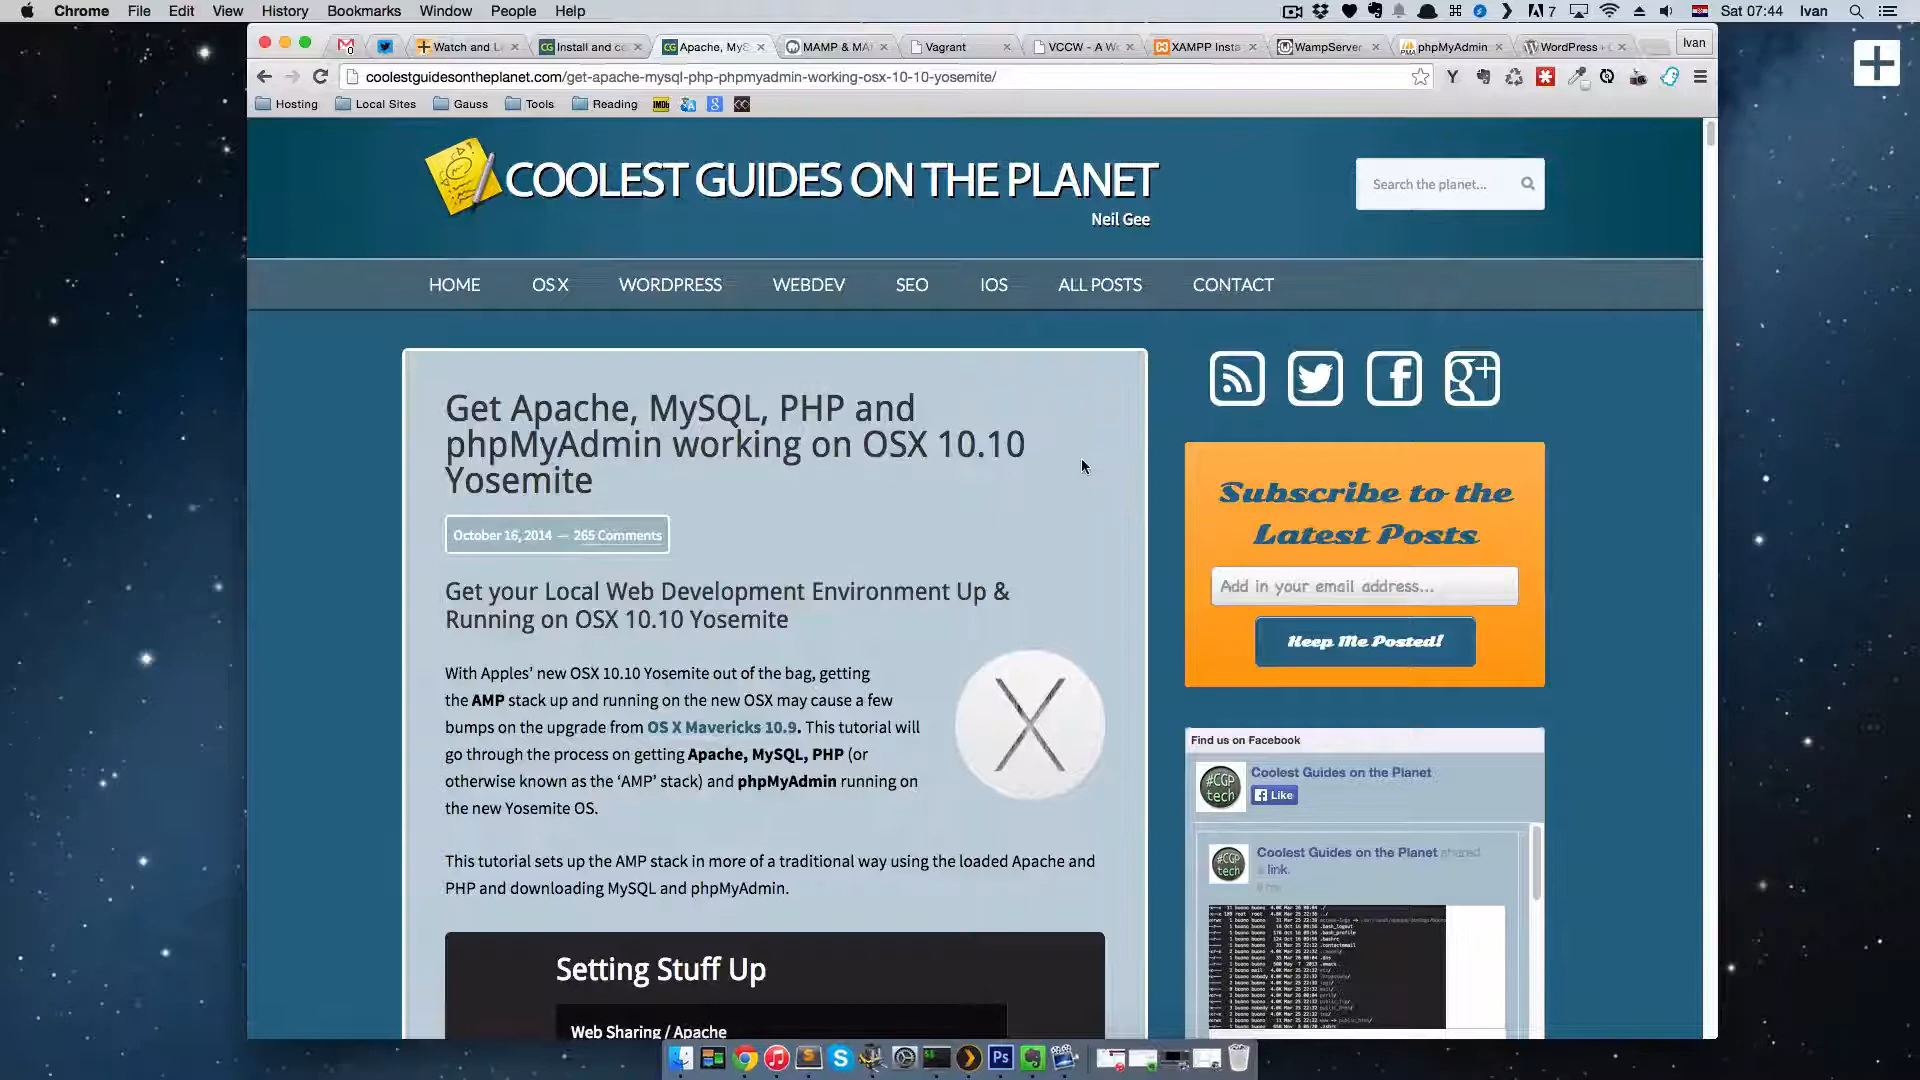 Chrome File Edit View History Bookmarks Window People Help
7 Sat 07:44 Ivan
Watch and L
Install and c
Apache, MyS
MAMP & MA
Vagrant
VCCW - A W
XAMPP Insta
WampServer
phpMyAdmin
WordPress
Ivan
coolestguidesontheplanet.com/get-apache-mysql-php-phpmyadmin-working-osx-10-10-yosemite/
Hosting Local Sites Gauss Tools Reading IMDb
COOLEST GUIDES ON THE PLANET
Neil Gee
Search the planet...
HOME OS X WORDPRESS WEBDEV SEO IOS ALL POSTS CONTACT
Get Apache, MySQL, PHP and
phpMyAdmin working on OSX 10.10
Yosemite
October 16, 2014 — 265 Comments
Get your Local Web Development Environment Up &
Running on OSX 10.10 Yosemite
With Apples’ new OSX 10.10 Yosemite out of the bag, getting
the AMP stack up and running on the new OSX may cause a few
bumps on the upgrade from OS X Mavericks 10.9. This tutorial will
go through the process on getting Apache, MySQL, PHP (or
otherwise known as the ‘AMP’ stack) and phpMyAdmin running on
the new Yosemite OS.
This tutorial sets up the AMP stack in more of a traditional way using the loaded Apache and
PHP and downloading MySQL and phpMyAdmin.
Setting Stuff Up
Web Sharing / Apache
Subscribe to the
Latest Posts
Add in your email address...
Keep Me Posted!
Find us on Facebook
#CGP
tech
Coolest Guides on the Planet
Like
#CGP
tech
Coolest Guides on the Planet shared
a link.